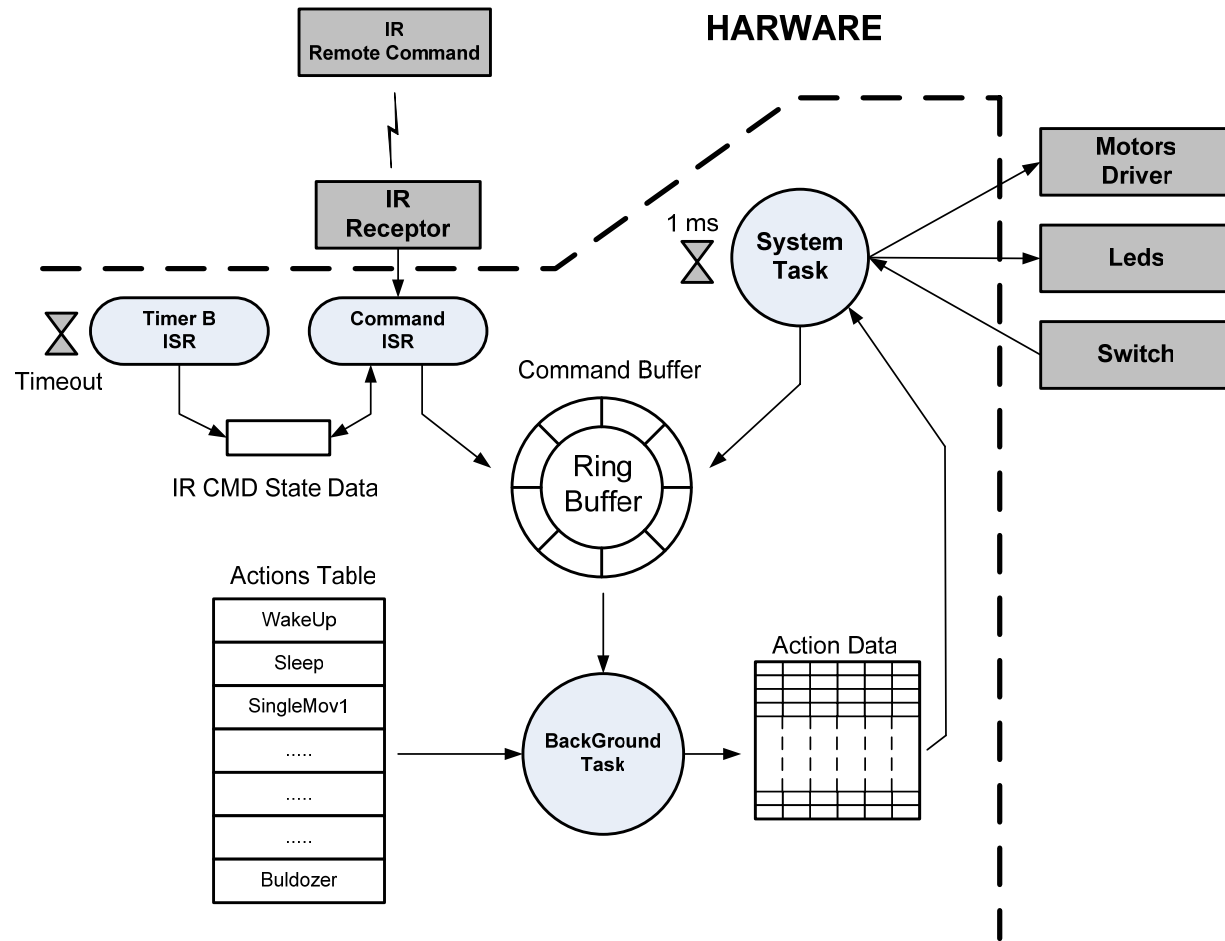 HARWARE
IR
Remote Command
IR
Receptor
Motors
Driver
1 ms
System
Task
Leds
Switch
Timer B
ISR
Command
ISR
Timeout
Command Buffer
IR CMD State Data
Ring
Buffer
Actions Table
WakeUp
Sleep
SingleMov1
.....
.....
.....
Buldozer
BackGround
Task
Action Data